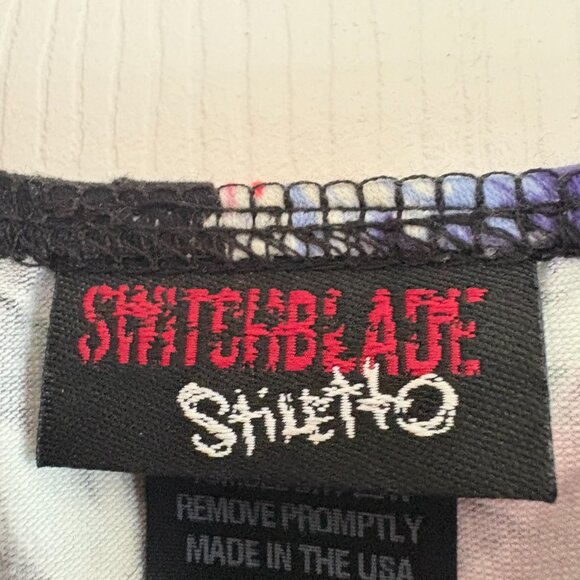 SWITCHBLADE
Stiletto
REMOVE PROMPTLY
MADE IN THE USA